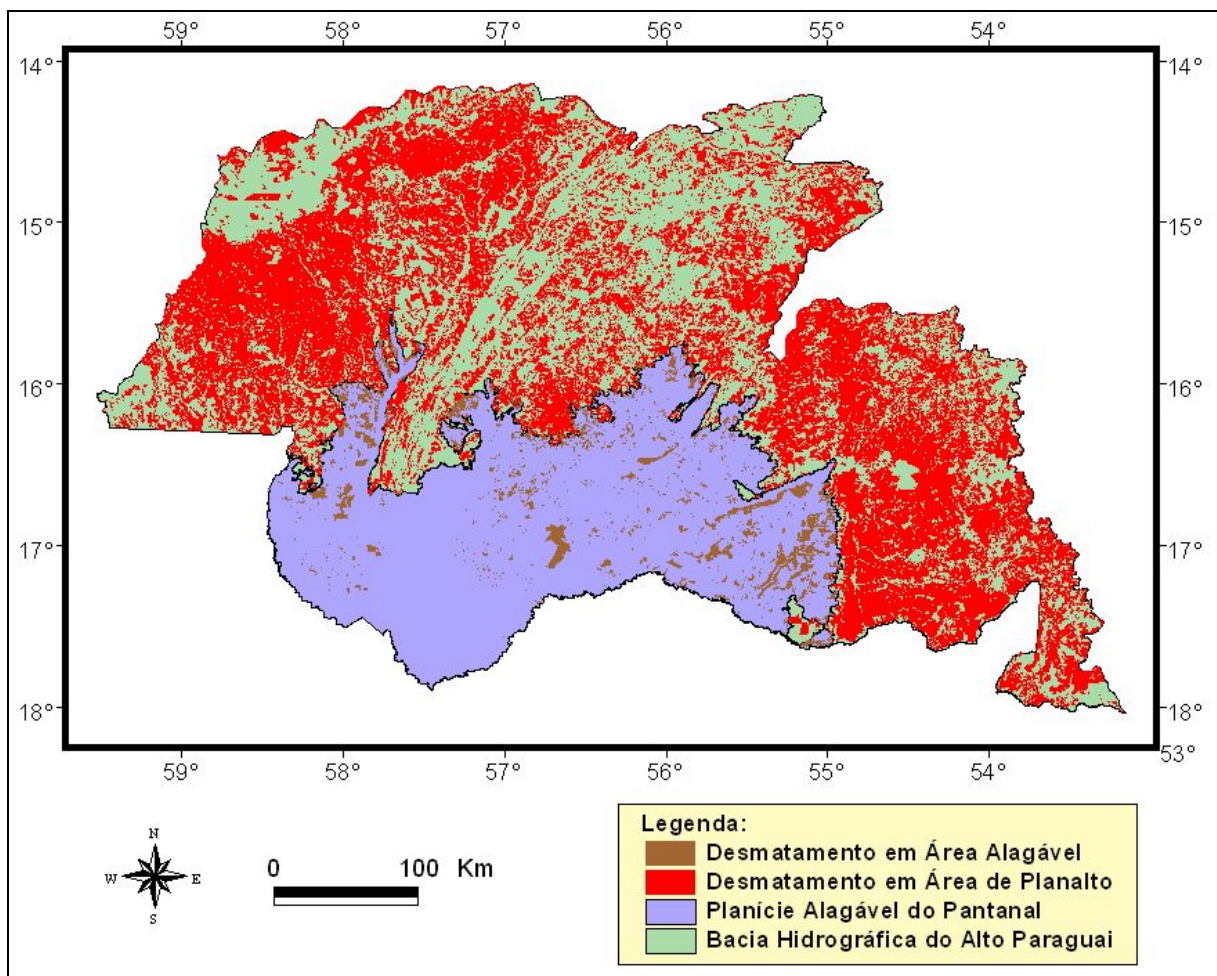 59° 58° 57° 56° 55° 54°
14° 14°
15° 15°
16° 16°
17° 17°
18° 18°
53°
59° 58° 57° 56° 55° 54°
N
W E
S
0 100 Km
Legenda:
Desmatamento em Área Alagável
Desmatamento em Área de Planalto
Planície Alagável do Pantanal
Bacia Hidrográfica do Alto Paraguai